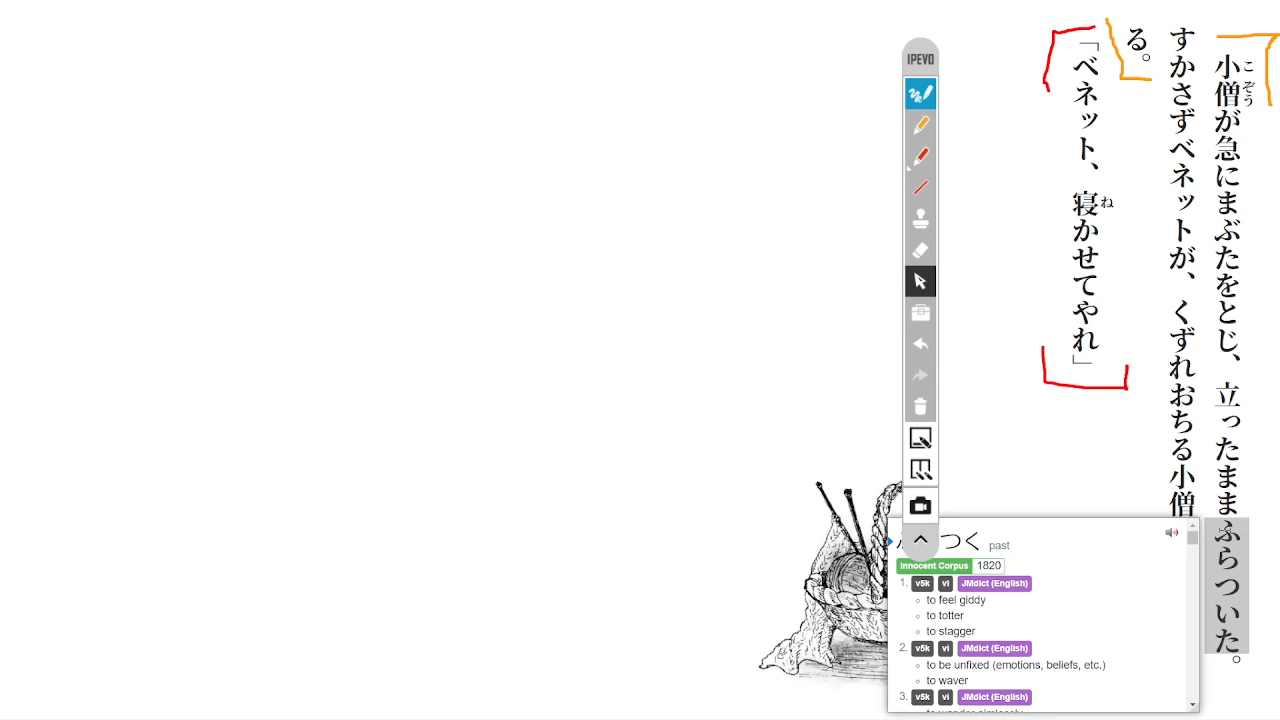 小僧が急にまぶたをとじ、立ったままふらついた。
こぞう
すかさずベネットが、くずれおちる小僧
る。
「ベネット、寝かせてやれ」
ね
IPEVO
つく past
Innocent Corpus 1820
1. v5k vi JMdict (English)
to feel giddy
to totter
to stagger
2. v5k vi JMdict (English)
to be unfixed (emotions, beliefs, etc.)
to waver
3. v5k vi JMdict (English)